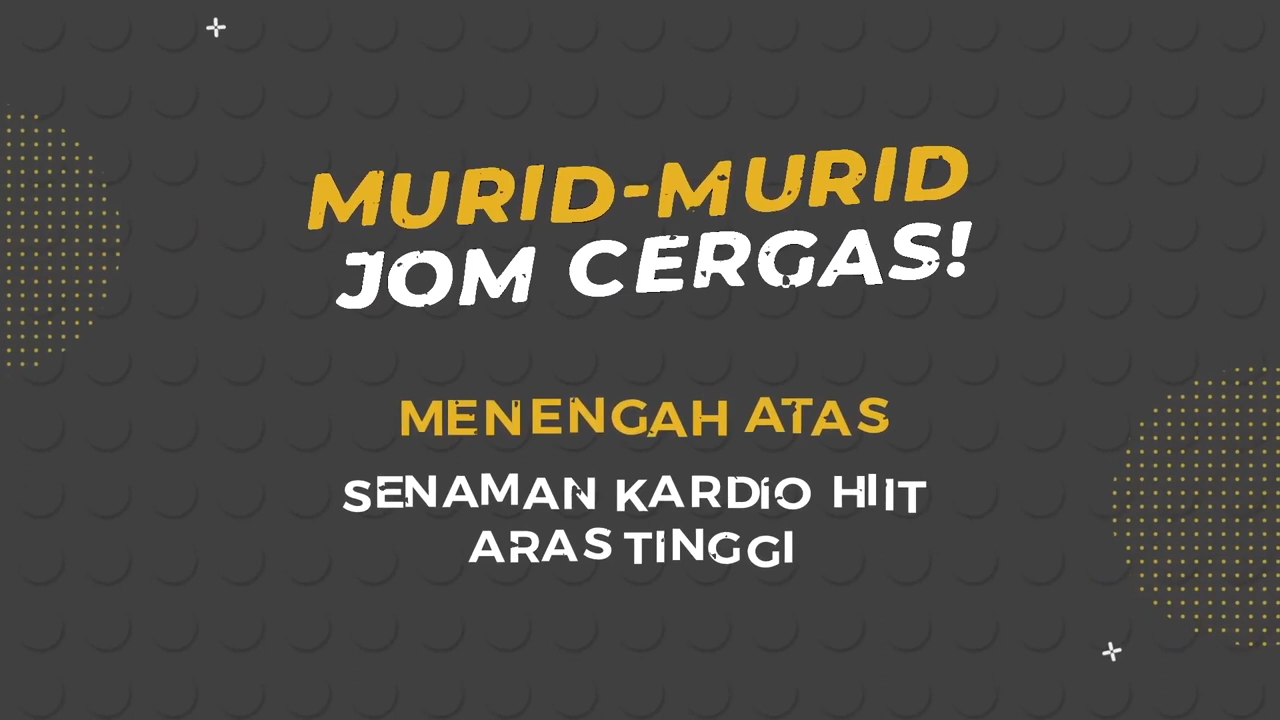 MURID-MURID
JOM CERGAS!
MENENGAH ATAS
SENAMAN KARDIO HIIT
ARAS TINGGI